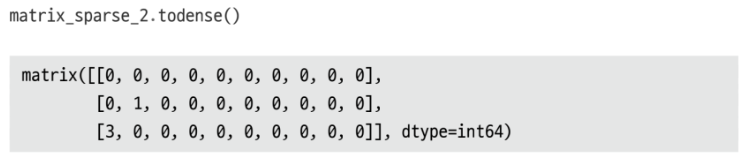 matrix_sparse_2.todense()
matrix([[0, 0, 0, 0, 0, 0, 0, 0, 0, 0],
        [0, 1, 0, 0, 0, 0, 0, 0, 0, 0],
        [3, 0, 0, 0, 0, 0, 0, 0, 0, 0]], dtype=int64)